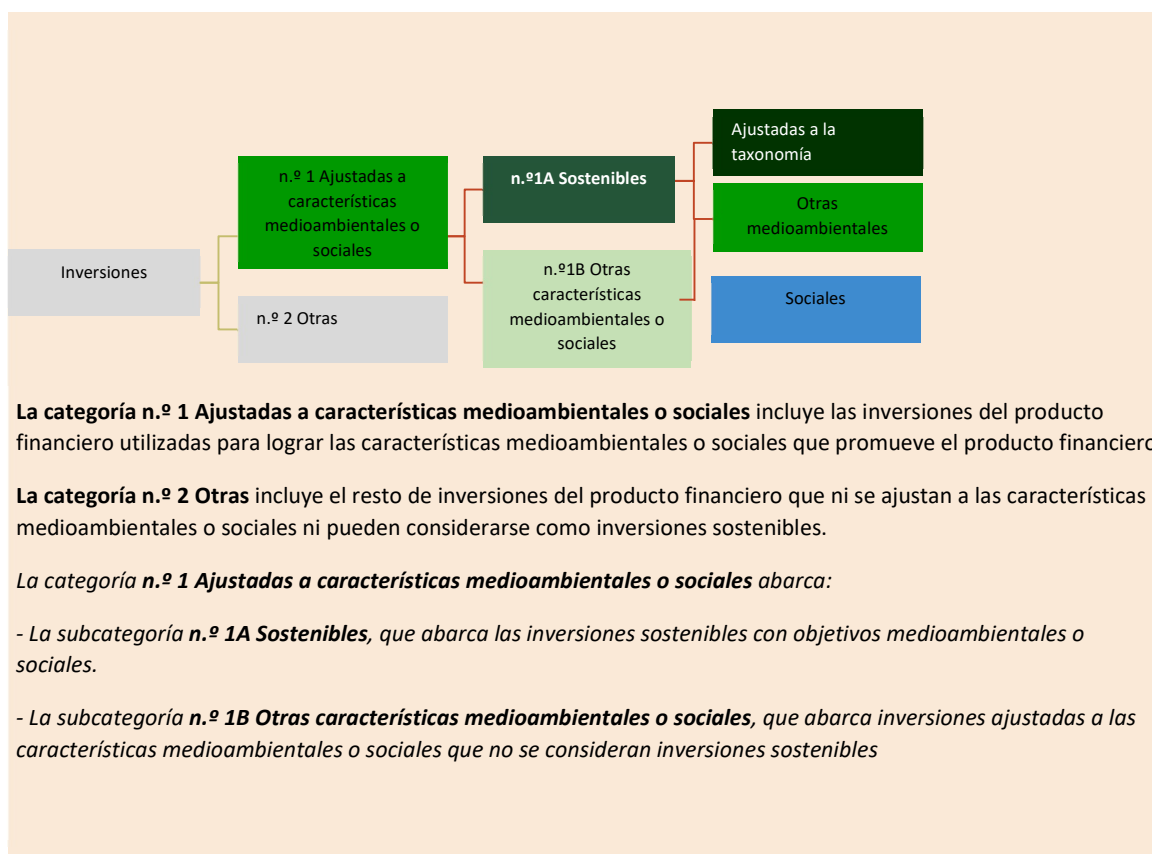 Inversiones
n.º 1 Ajustadas a
características
medioambientales o
sociales
n.º 2 Otras
n.º1A Sostenibles
n.º1B Otras
características
medioambientales o
sociales
Ajustadas a la
taxonomía
Otras
medioambientales
Sociales
La categoría n.º 1 Ajustadas a características medioambientales o sociales incluye las inversiones del producto
financiero utilizadas para lograr las características medioambientales o sociales que promueve el producto financiero
La categoría n.º 2 Otras incluye el resto de inversiones del producto financiero que ni se ajustan a las características
medioambientales o sociales ni pueden considerarse como inversiones sostenibles.
La categoría n.º 1 Ajustadas a características medioambientales o sociales abarca:
- La subcategoría n.º 1A Sostenibles, que abarca las inversiones sostenibles con objetivos medioambientales o
sociales.
- La subcategoría n.º 1B Otras características medioambientales o sociales, que abarca inversiones ajustadas a las
características medioambientales o sociales que no se consideran inversiones sostenibles